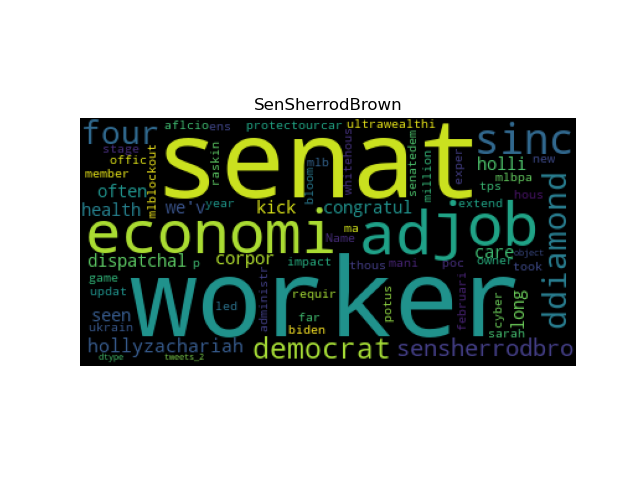 SenSherrodBrown
four
aflcio
ens
protectourcar
ultrawealthi
sinc
stage
offic
member
mlblockout
senat
raskin
bloom
mlb
whitehous
senatedem
million
exper
holli
new
mlbpa
often
tps
hous
health
we'v
year
kick
congratul
extend
economi
ma
Name
ad
job
ddiamond
dispatchal
p
corpor
impact
thous
mani
poc
care
owner
took
object
game
updat
worker
led
administr
requir
potus
februari
cyber
long
seen
ukrain
far
biden
sarah
hollyzachariah
democrat
sensherrodbro
dtype
tweets_2